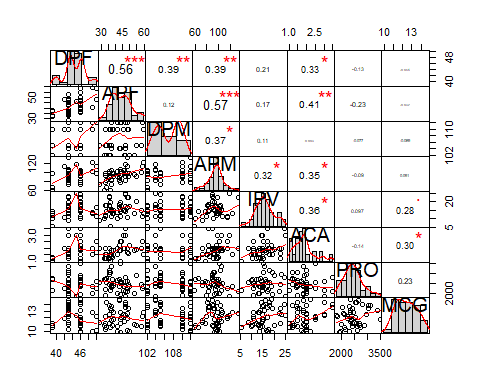 30 45 60 60 100 1.0 2.5 10 13
DPF 0.56 *** 0.39 ** 0.39 ** 0.21 0.33 * -0.13 40 48
30 50 APF 0.12 0.57 *** 0.17 0.41 ** -0.23
DPM 0.37 * 0.11 0.077 102 110
60 120 APM 0.32 * 0.35 * -0.09 0.091
IPV 0.36 * 0.097 0.28 . 5 20
1.0 3.0 ACA -0.14 0.30 *
PRO 0.23 2000
10 13 MCG
40 46 102 108 5 15 25 2000 3500